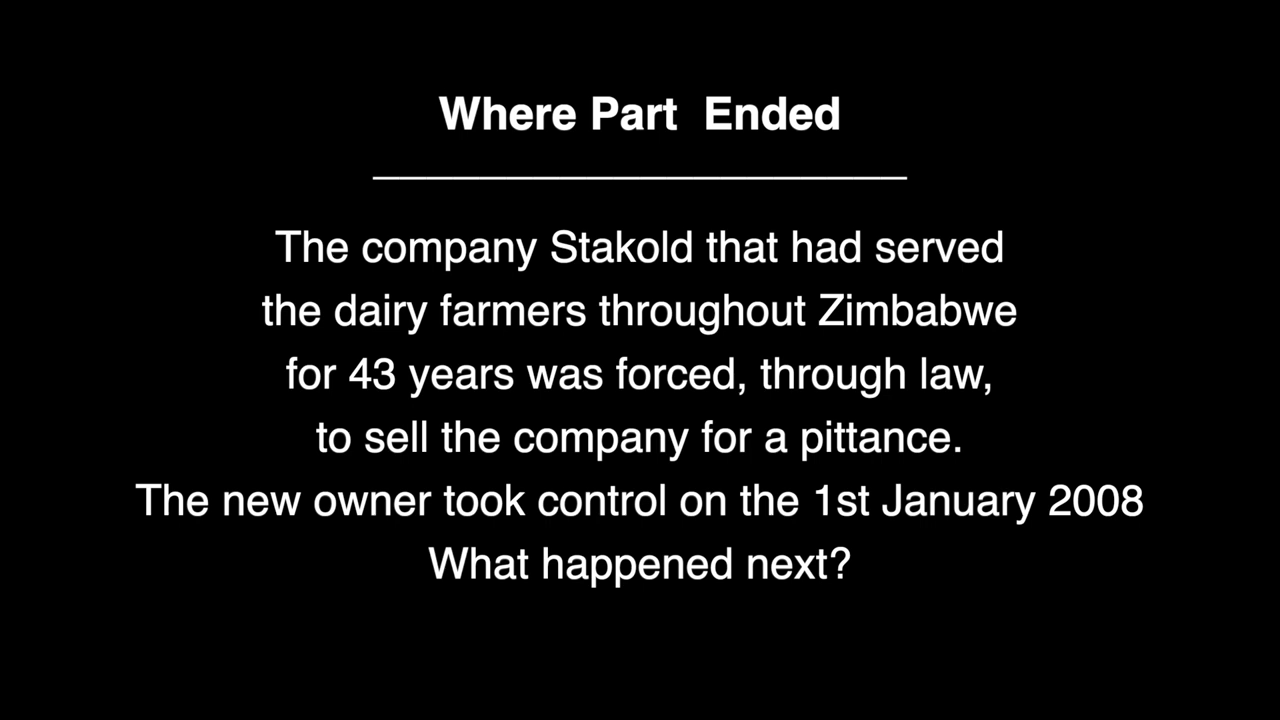 Where Part  Ended
The company Stakold that had served
the dairy farmers throughout Zimbabwe
for 43 years was forced, through law,
to sell the company for a pittance.
The new owner took control on the 1st January 2008
What happened next?